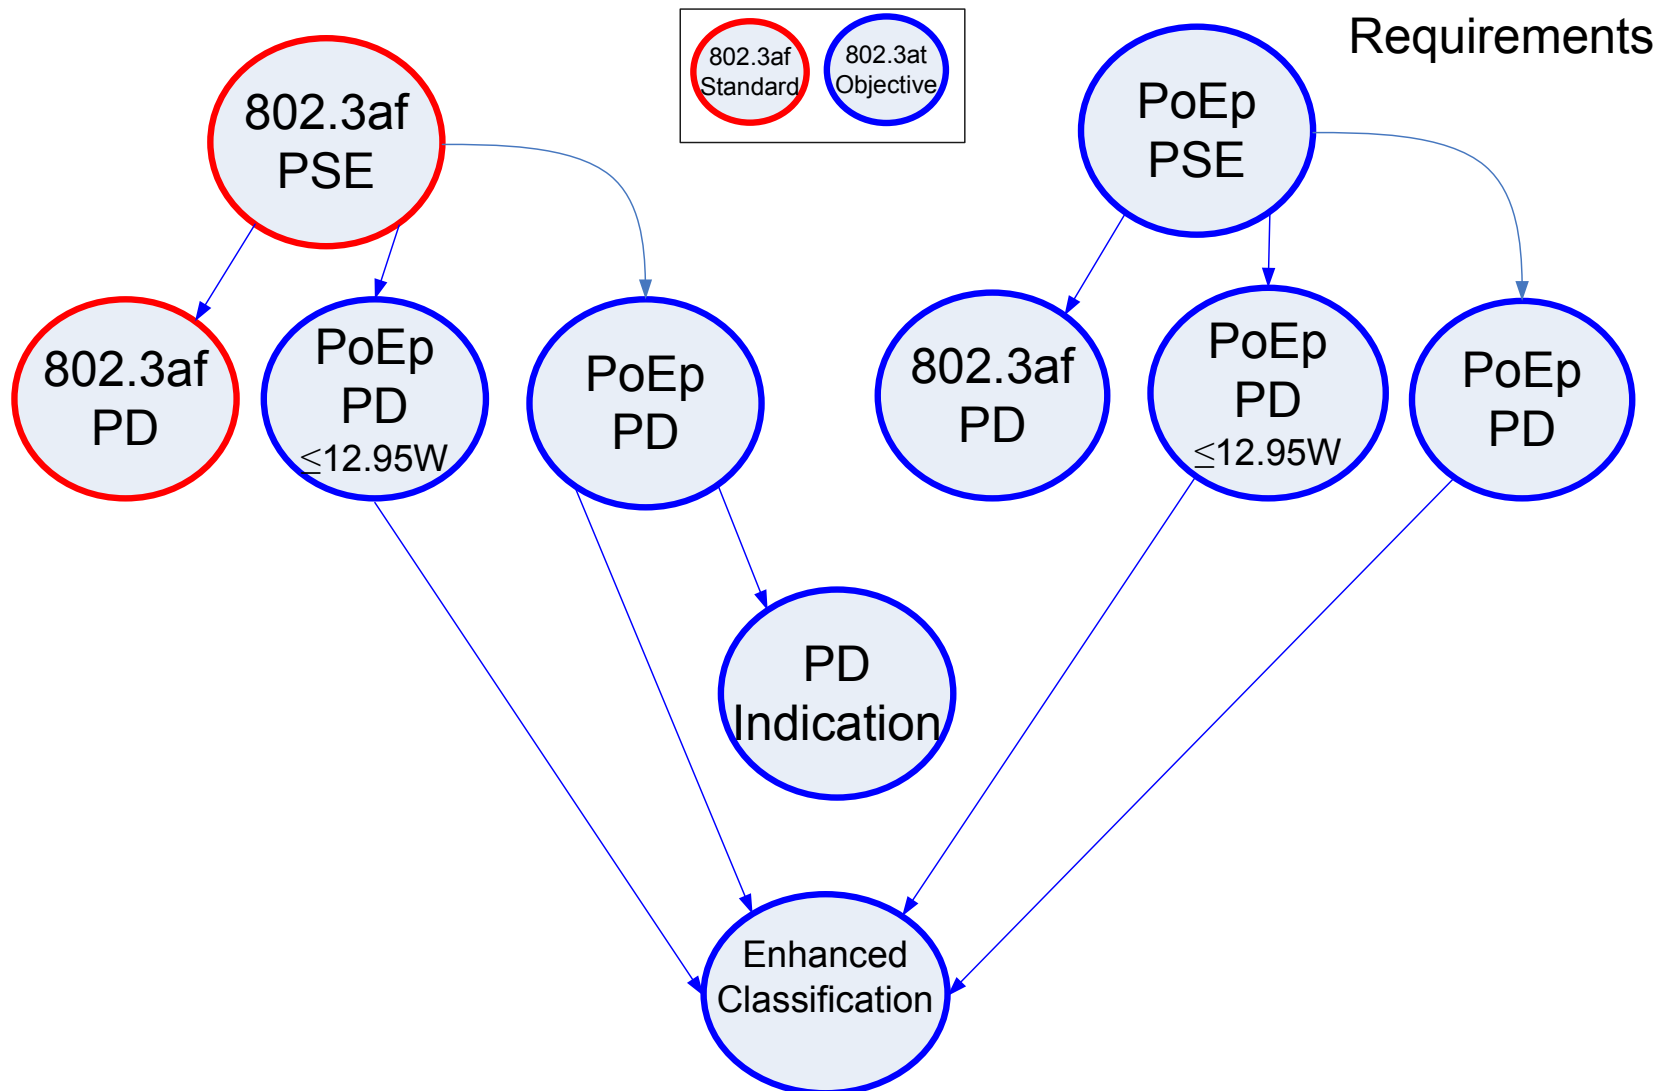 Requirements
802.3af
Standard
802.3at
Objective
802.3af
PSE
PoEp
PSE
802.3af
PD
PoEp
PD
≤12.95W
PoEp
PD
802.3af
PD
PoEp
PD
≤12.95W
PoEp
PD
PD
Indication
Enhanced
Classification